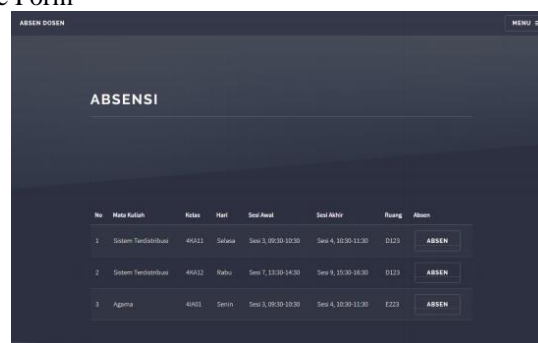 Form
ABSEN DOSEN MENU
ABSENSI
No Mata Kuliah Kelas Hari Sesi Awal Sesi Akhir Ruang Absen
1 Sistem Terdistribusi 4KA11 Selasa Sesi 3, 09:30-10:30 Sesi 4, 10:30-11:30 D123 ABSEN
2 Sistem Terdistribusi 4KA12 Rabu Sesi 7, 13:30-14:30 Sesi 9, 15:30-16:30 D123 ABSEN
3 Agama 4IA01 Senin Sesi 3, 09:30-10:30 Sesi 4, 10:30-11:30 E223 ABSEN